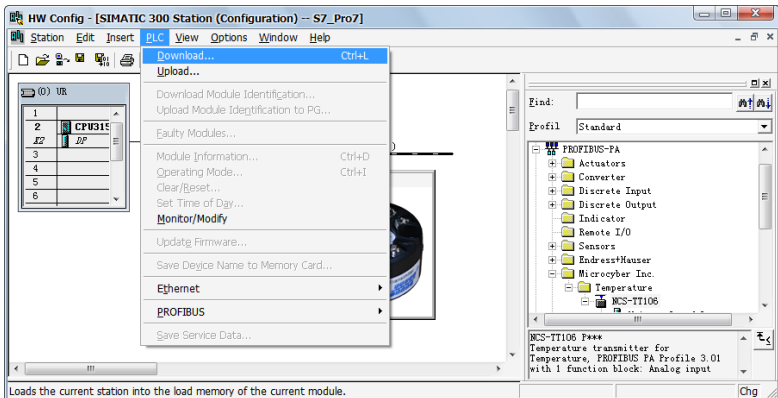 HW Config - [SIMATIC 300 Station (Configuration) -- S7_Pro7]
Station Edit Insert PLC View Options Window Help
Download... Ctrl+L
Upload...
Download Module Identification...
Upload Module Identification to PG...
Faulty Modules...
Module Information... Ctrl+D
Operating Mode... Ctrl+I
Clear/Reset...
Set Time of Day...
Monitor/Modify
Update Firmware...
Save Device Name to Memory Card...
Ethernet
PROFIBUS
Save Service Data...
(0) UR
1
2 CPU315
X2 DP
3
4
5
6
Find:
Profil Standard
PROFIBUS-PA
Actuators
Converter
Discrete Input
Discrete Output
Indicator
Remote I/O
Sensors
Endress+Hauser
Microcyber Inc.
Temperature
NCS-TT106
NCS-TT106 P***
Temperature transmitter for
Temperature, PROFIBUS PA Profile 3.01
with 1 function block: Analog input
Loads the current station into the load memory of the current module.
Chg